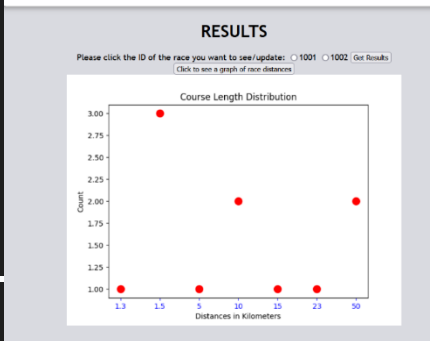 RESULTS
Please click the ID of the race you want to see/update: 1001 1002 Get Results
Click to see a graph of race distances
Course Length Distribution
3.00
2.75
2.50
2.25
2.00
1.75
1.50
1.25
1.00
Count
1.3 1.5 5 10 15 23 50
Distances in Kilometers